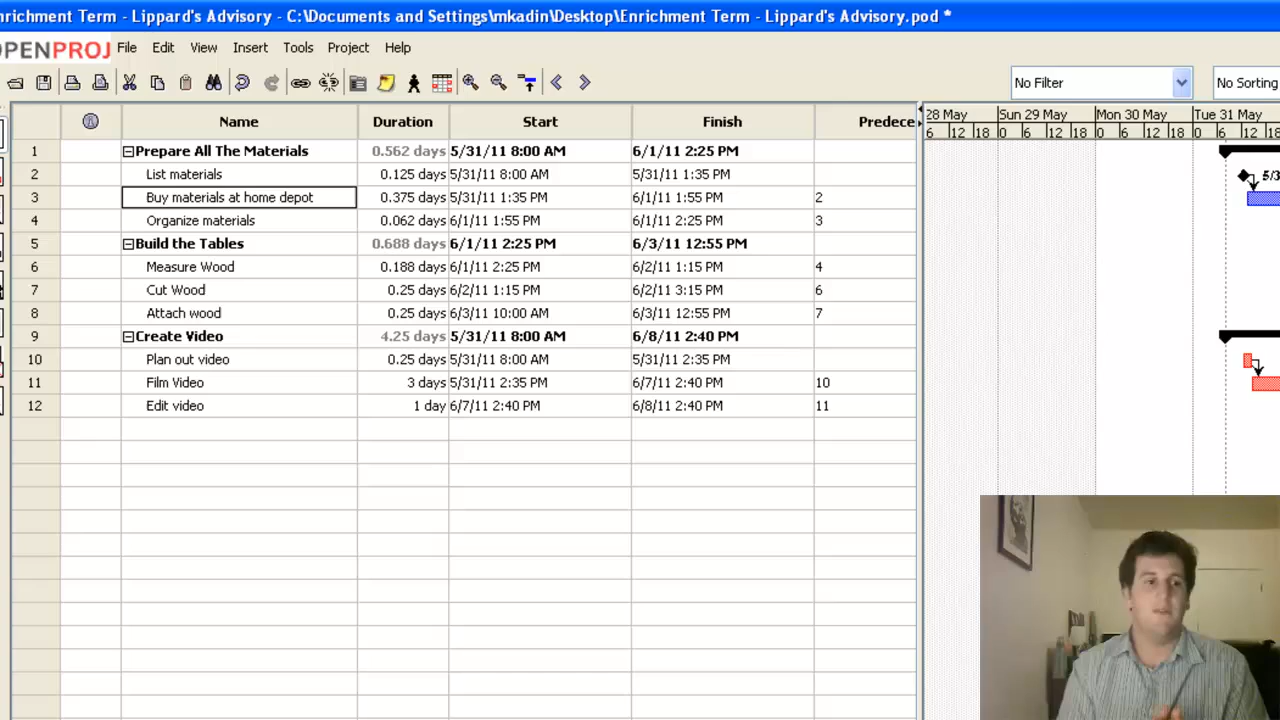 nrichment Term - Lippard's Advisory - C:\Documents and Settings\mkadin\Desktop\Enrichment Term - Lippard's Advisory.pod *
OPENPROJ File Edit View Insert Tools Project Help
No Filter No Sorting
Name Duration Start Finish Predece
28 May Sun 29 May Mon 30 May Tue 31 May
6 12 18 0 6 12 18 0 6 12 18 0 6 12 18
1 Prepare All The Materials 0.562 days 5/31/11 8:00 AM 6/1/11 2:25 PM
2 List materials 0.125 days 5/31/11 8:00 AM 5/31/11 1:35 PM 5/3
3 Buy materials at home depot 0.375 days 5/31/11 1:35 PM 6/1/11 1:55 PM 2
4 Organize materials 0.062 days 6/1/11 1:55 PM 6/1/11 2:25 PM 3
5 Build the Tables 0.688 days 6/1/11 2:25 PM 6/3/11 12:55 PM
6 Measure Wood 0.188 days 6/1/11 2:25 PM 6/2/11 1:15 PM 4
7 Cut Wood 0.25 days 6/2/11 1:15 PM 6/2/11 3:15 PM 6
8 Attach wood 0.25 days 6/3/11 10:00 AM 6/3/11 12:55 PM 7
9 Create Video 4.25 days 5/31/11 8:00 AM 6/8/11 2:40 PM
10 Plan out video 0.25 days 5/31/11 8:00 AM 5/31/11 2:35 PM
11 Film Video 3 days 5/31/11 2:35 PM 6/7/11 2:40 PM 10
12 Edit video 1 day 6/7/11 2:40 PM 6/8/11 2:40 PM 11